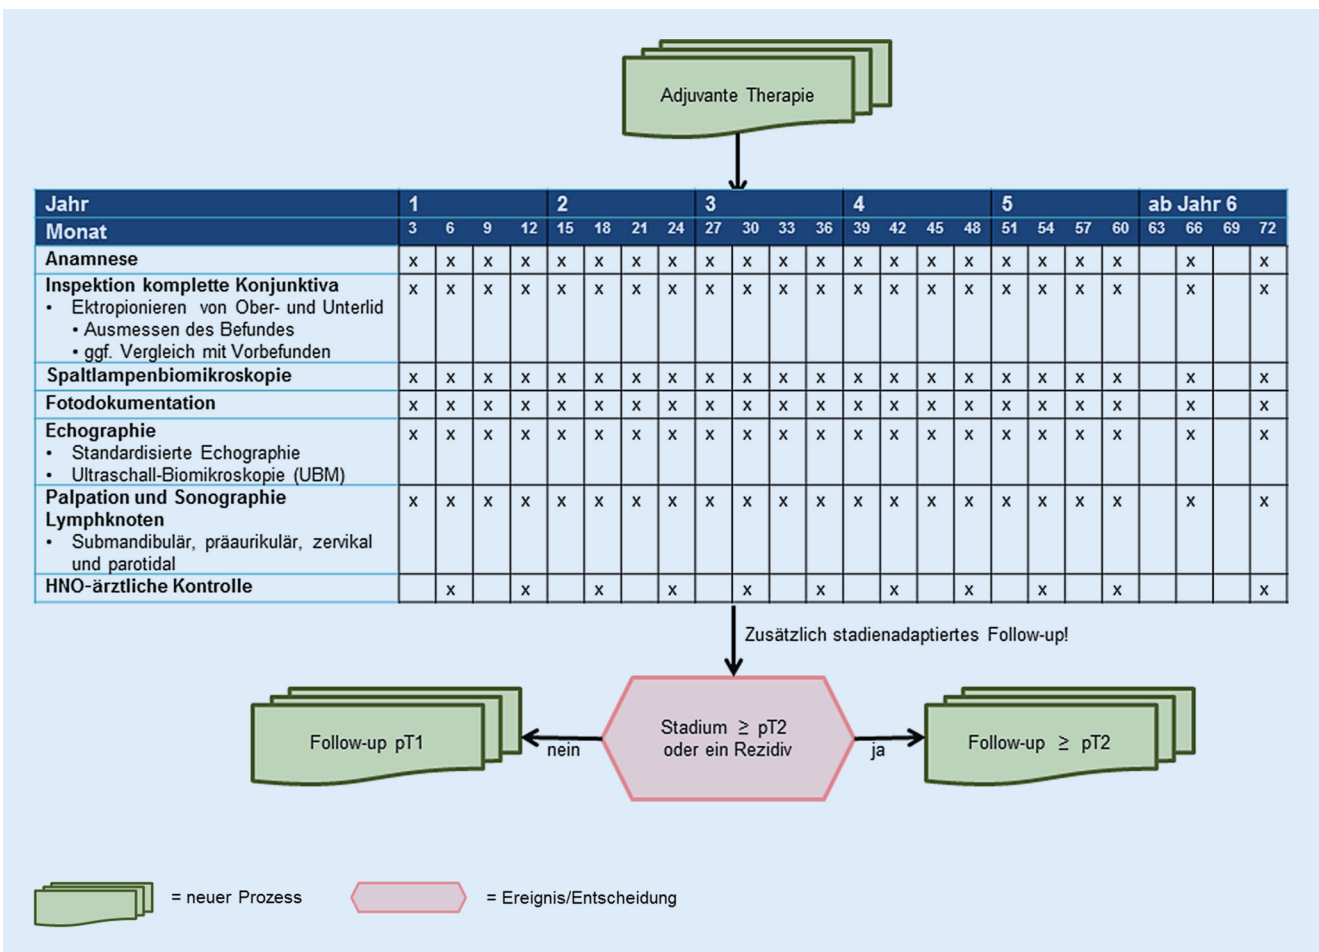 Adjuvante Therapie
Jahr 1 2 3 4 5 ab Jahr 6
Monat 3 6 9 12 15 18 21 24 27 30 33 36 39 42 45 48 51 54 57 60 63 66 69 72
Anamnese x x x x x x x x x x x x x x x x x x x x x x
Inspektion komplette Konjunktiva x x x x x x x x x x x x x x x x x x x x x x
• Ektropionieren von Ober- und Unterlid
• Ausmessen des Befundes
• ggf. Vergleich mit Vorbefunden
Spaltlampenbiomikroskopie x x x x x x x x x x x x x x x x x x x x x x
Fotodokumentation x x x x x x x x x x x x x x x x x x x x x x
Echographie x x x x x x x x x x x x x x x x x x x x x x
• Standardisierte Echographie
• Ultraschall-Biomikroskopie (UBM)
Palpation und Sonographie x x x x x x x x x x x x x x x x x x x x x x
Lymphknoten
• Submandibulär, präaurikulär, zervikal
und parotidal
HNO-ärztliche Kontrolle x x x x x x x x x x x
Zusätzlich stadienadaptiertes Follow-up!
Follow-up pT1
nein
Stadium ≥ pT2
oder ein Rezidiv
ja
Follow-up ≥ pT2
= neuer Prozess
= Ereignis/Entscheidung